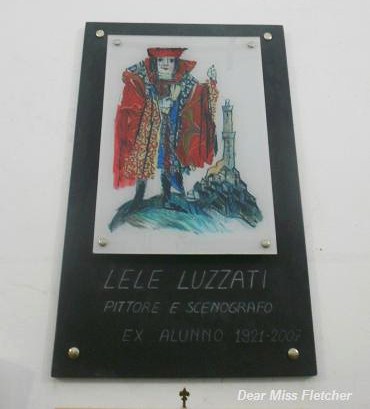 LELE LUZZATI
PITTORE E SCENOGRAFO
EX ALUNNO 1921-2007
Dear Miss Fletcher